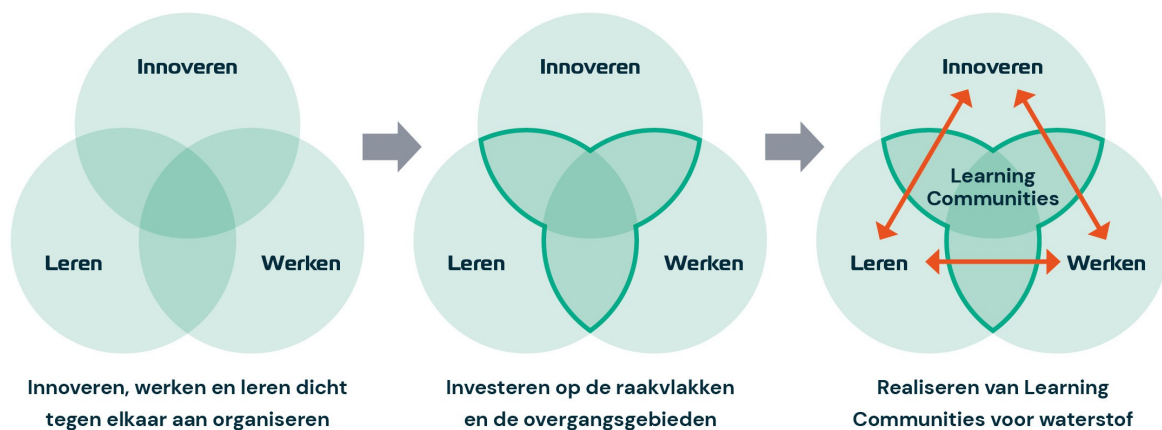 Innoveren
Leren
Werken
Innoveren, werken en leren dicht
tegen elkaar aan organiseren
Innoveren
Leren
Werken
Investeren op de raakvlakken
en de overgangsgebieden
Innoveren
Learning
Communities
Leren
Werken
Realiseren van Learning
Communities voor waterstof